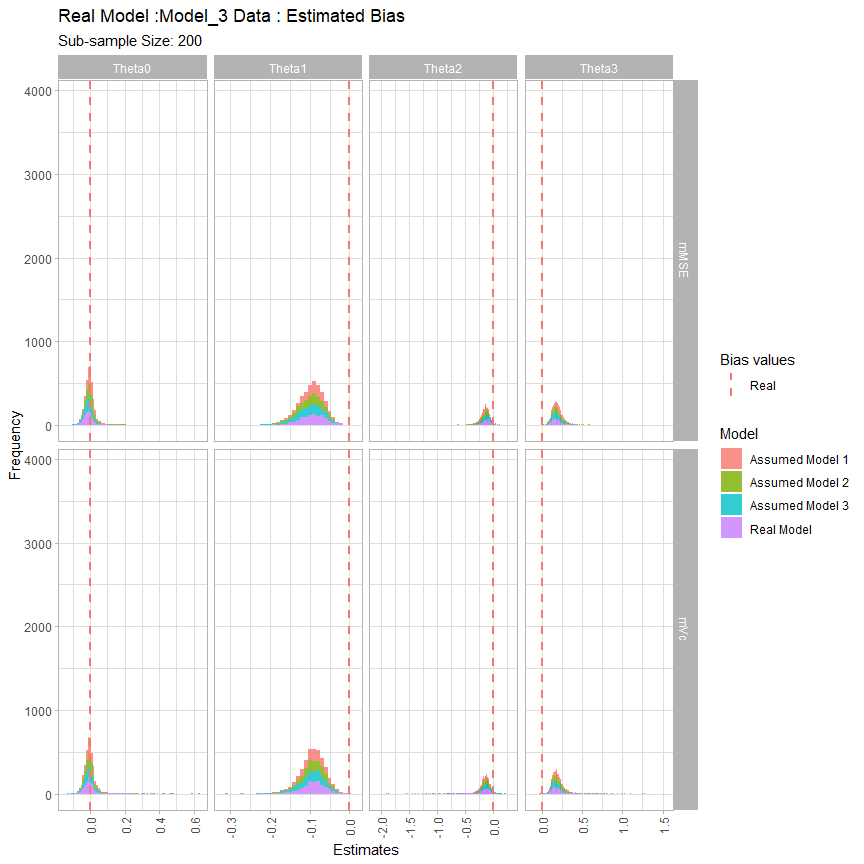 Real Model :Model_3 Data : Estimated Bias
Sub-sample Size: 200
Theta0 Theta1 Theta2 Theta3
4000
3000
2000
1000
0
mMSE
4000
3000
2000
1000
0
mVc
Frequency
0.0 0.2 0.4 0.6
-0.3 -0.2 -0.1 0.0
-2.0 -1.5 -1.0 -0.5 0.0
0.0 0.5 1.0 1.5
Estimates
Bias values
Real
Model
Assumed Model 1
Assumed Model 2
Assumed Model 3
Real Model